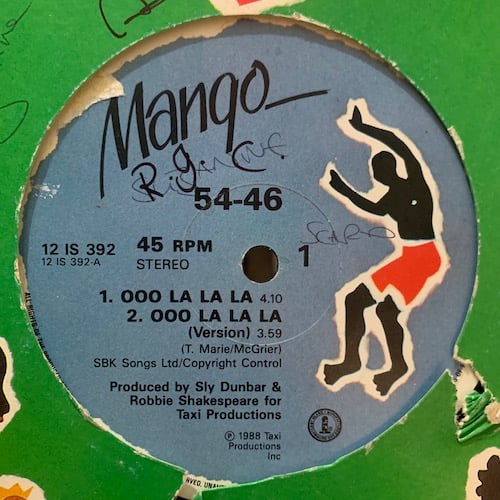 Mango
R.g.C.
54-46
12 IS 392
12 IS 392-A
45 RPM
STEREO
1
1. OOO LA LA LA 4.10
2. OOO LA LA LA
(Version) 3.59
(T. Marie/McGrier)
SBK Songs Ltd/Copyright Control
Produced by Sly Dunbar &
Robbie Shakespeare for
Taxi Productions
℗ 1988 Taxi
Productions
Inc